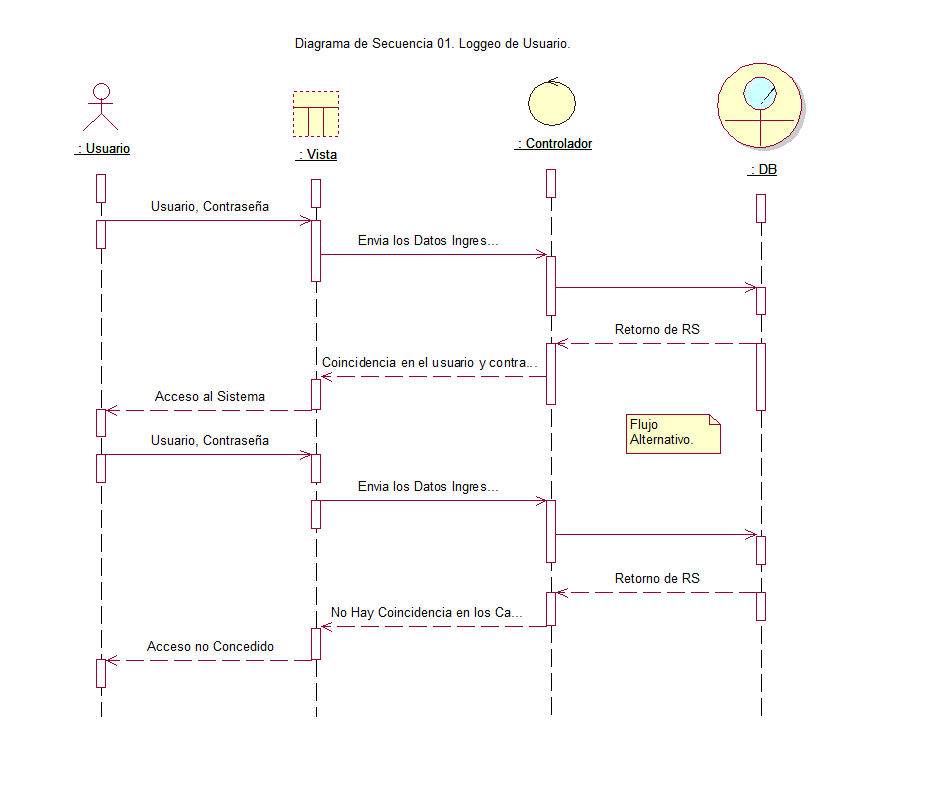 Diagrama de Secuencia 01. Loggeo de Usuario.
: Usuario
: Vista
: Controlador
: DB
Usuario, Contraseña
Envia los Datos Ingres...
Retorno de RS
Coincidencia en el usuario y contra...
Acceso al Sistema
Flujo
Alternativo.
Usuario, Contraseña
Envia los Datos Ingres...
Retorno de RS
No Hay Coincidencia en los Ca...
Acceso no Concedido